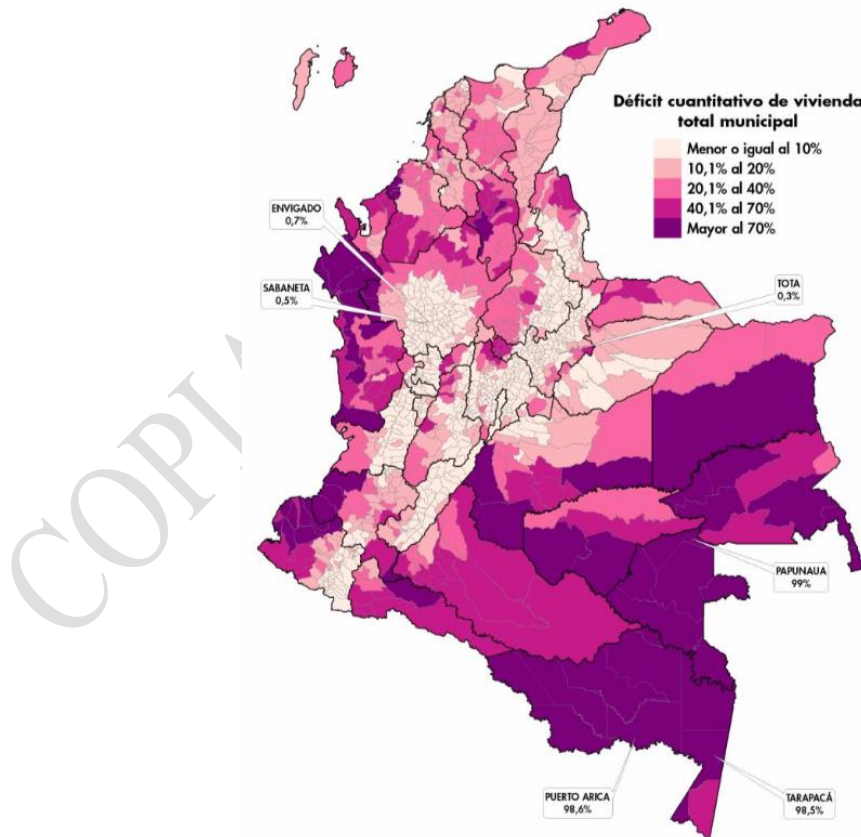 Déficit cuantitativo de vivienda
total municipal
Menor o igual al 10%
10,1% al 20%
20,1% al 40%
40,1% al 70%
Mayor al 70%
ENVIGADO
0,7%
SABANETA
0,5%
TOTA
0,3%
PAPUNAUA
99%
PUERTO ARICA
98,6%
TARAPACÁ
98,5%
COPIA